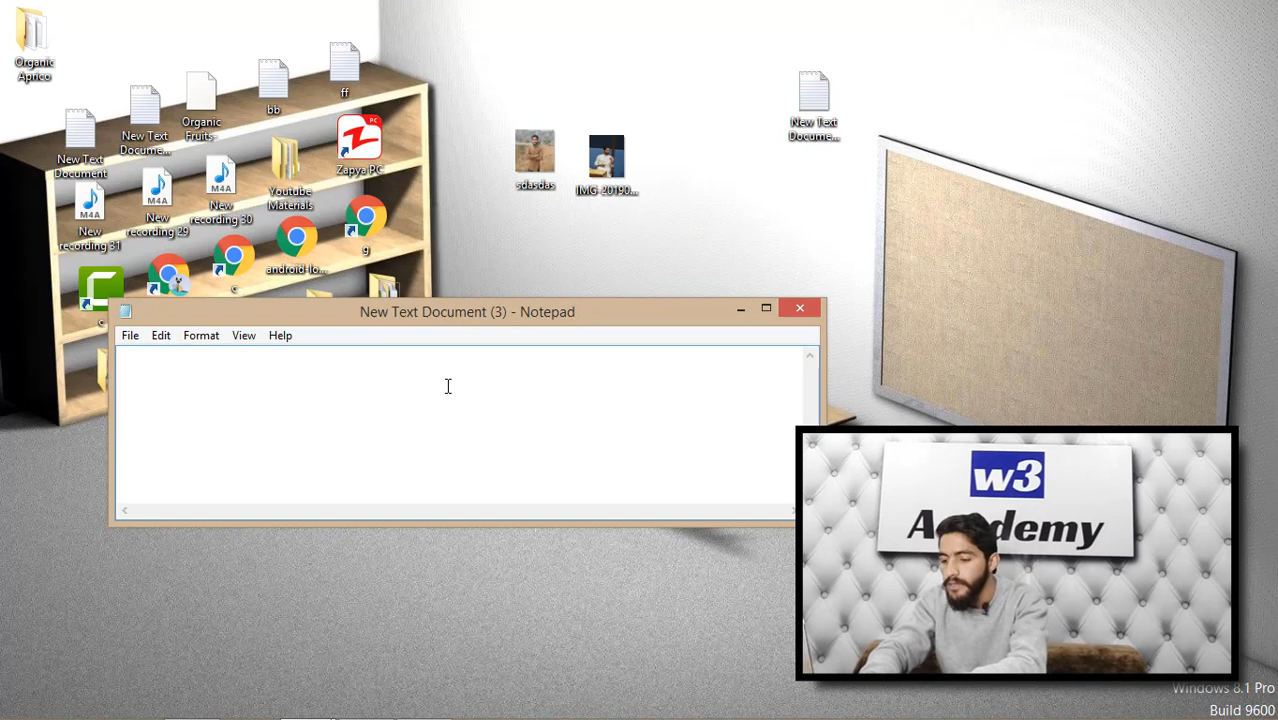 Organic
Aprico
New Text
Document
New Text
Docume...
Organic
Fruits-
bb
ff
New
recording 31
New
recording 29
New
recording 30
Youtube
Materials
Zapya PC
PC
M4A
M4A
M4A
c
e
android-lo...
g
sdasdas
IMG-20190...
New Text
Docume...
New Text Document (3) - Notepad
File Edit Format View Help
w3
Academy
Windows 8.1 Pro
Build 9600